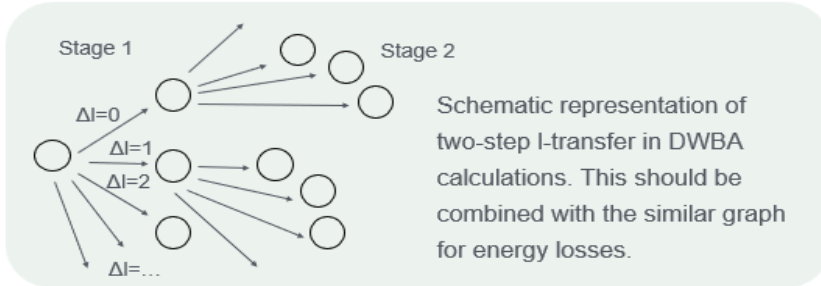 Stage 1
Stage 2
Δl=0
Δl=1
Δl=2
Δl=...
Schematic representation of
two-step l-transfer in DWBA
calculations. This should be
combined with the similar graph
for energy losses.